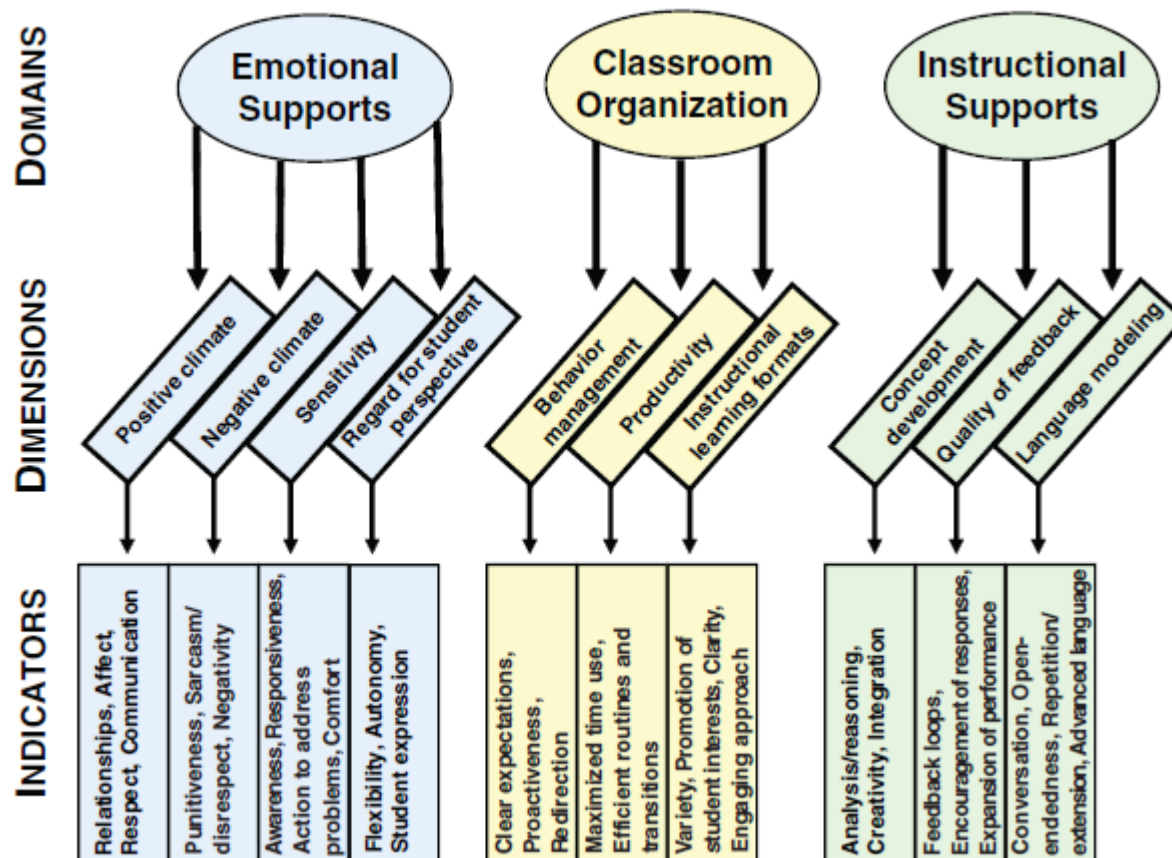 DOMAINS
Emotional
Supports
Classroom
Organization
Instructional
Supports
DIMENSIONS
Positive climate
Negative climate
Sensitivity
Regard for student
perspective
Behavior
management
Productivity
Instructional
learning formats
Concept
development
Quality of feedback
Language modeling
INDICATORS
Relationships, Affect,
Respect, Communication
Punitiveness, Sarcasm/
disrespect, Negativity
Awareness, Responsiveness,
Action to address
problems, Comfort
Flexibility, Autonomy,
Student expression
Clear expectations,
Proactiveness,
Redirection
Maximized time use,
Efficient routines and
transitions
Variety, Promotion of
student interests, Clarity,
Engaging approach
Analysis/reasoning,
Creativity, Integration
Feedback loops,
Encouragement of responses,
Expansion of performance
Conversation, Open-
endedness, Repetition/
extension, Advanced language